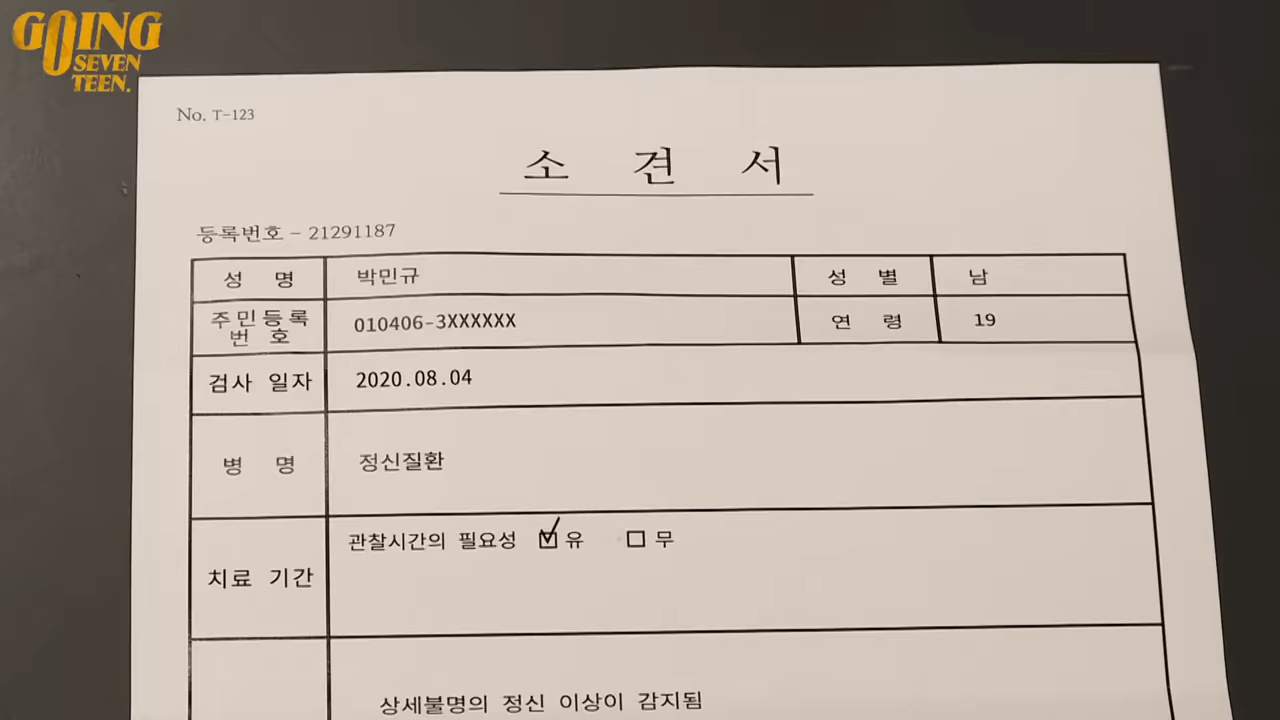 GOING
SEVEN
TEEN.
No. T-123
소 견 서
등록번호 - 21291187
성 명 박민규 성 별 남
주민등록
번 호 010406-3XXXXXX 연 령 19
검사 일자 2020.08.04
병 명 정신질환
관찰시간의 필요성 유 무
치료 기간
상세불명의 정신 이상이 감지됨